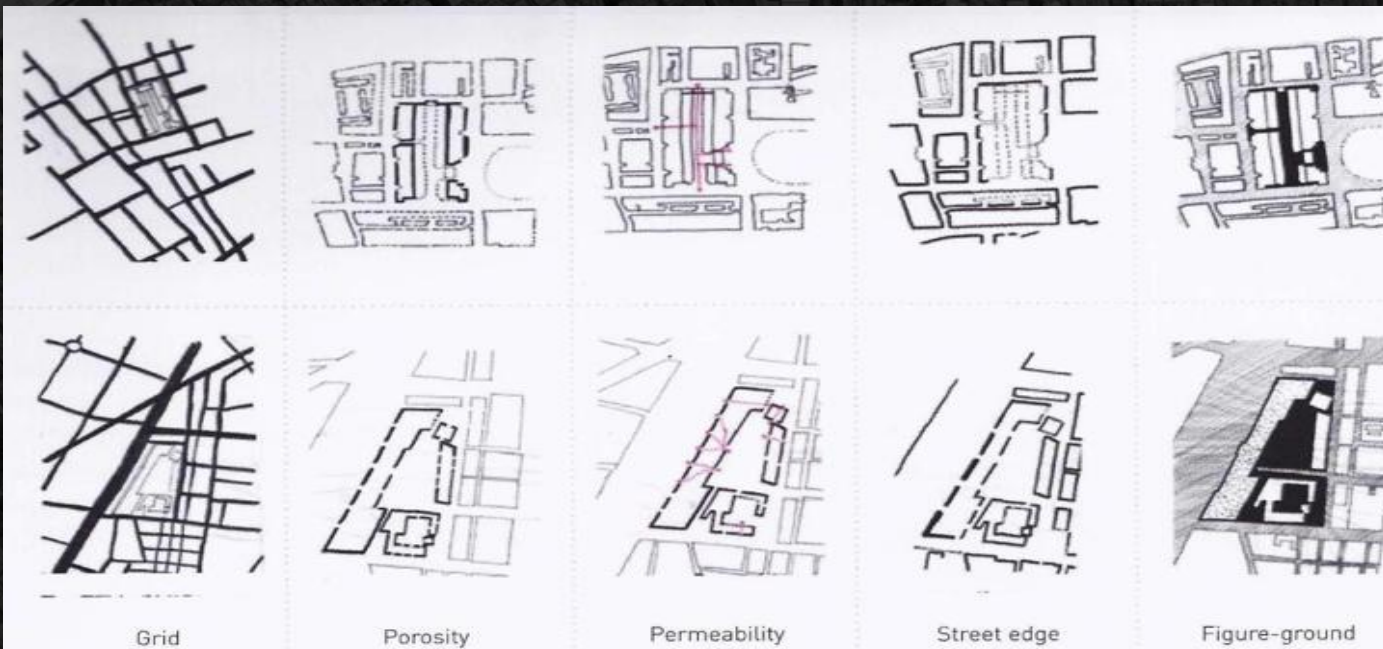 Grid
Porosity
Permeability
Street edge
Figure-ground